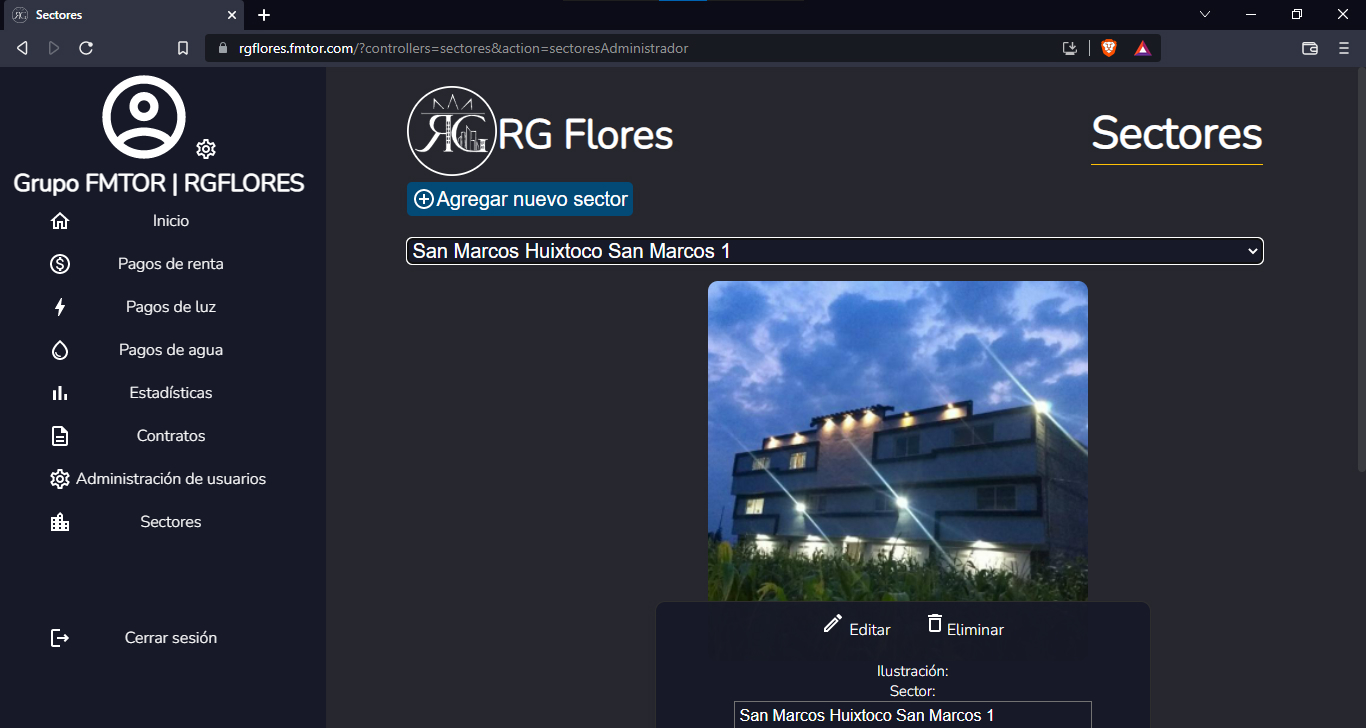 Sectores
rgflores.fmtor.com/?controllers=sectores&action=sectoresAdministrador
Grupo FMTOR | RGFLORES
Inicio
Pagos de renta
Pagos de luz
Pagos de agua
Estadísticas
Contratos
Administración de usuarios
Sectores
Cerrar sesión
RG RG Flores
Sectores
Agregar nuevo sector
San Marcos Huixtoco San Marcos 1
Editar Eliminar
Ilustración:
Sector:
San Marcos Huixtoco San Marcos 1